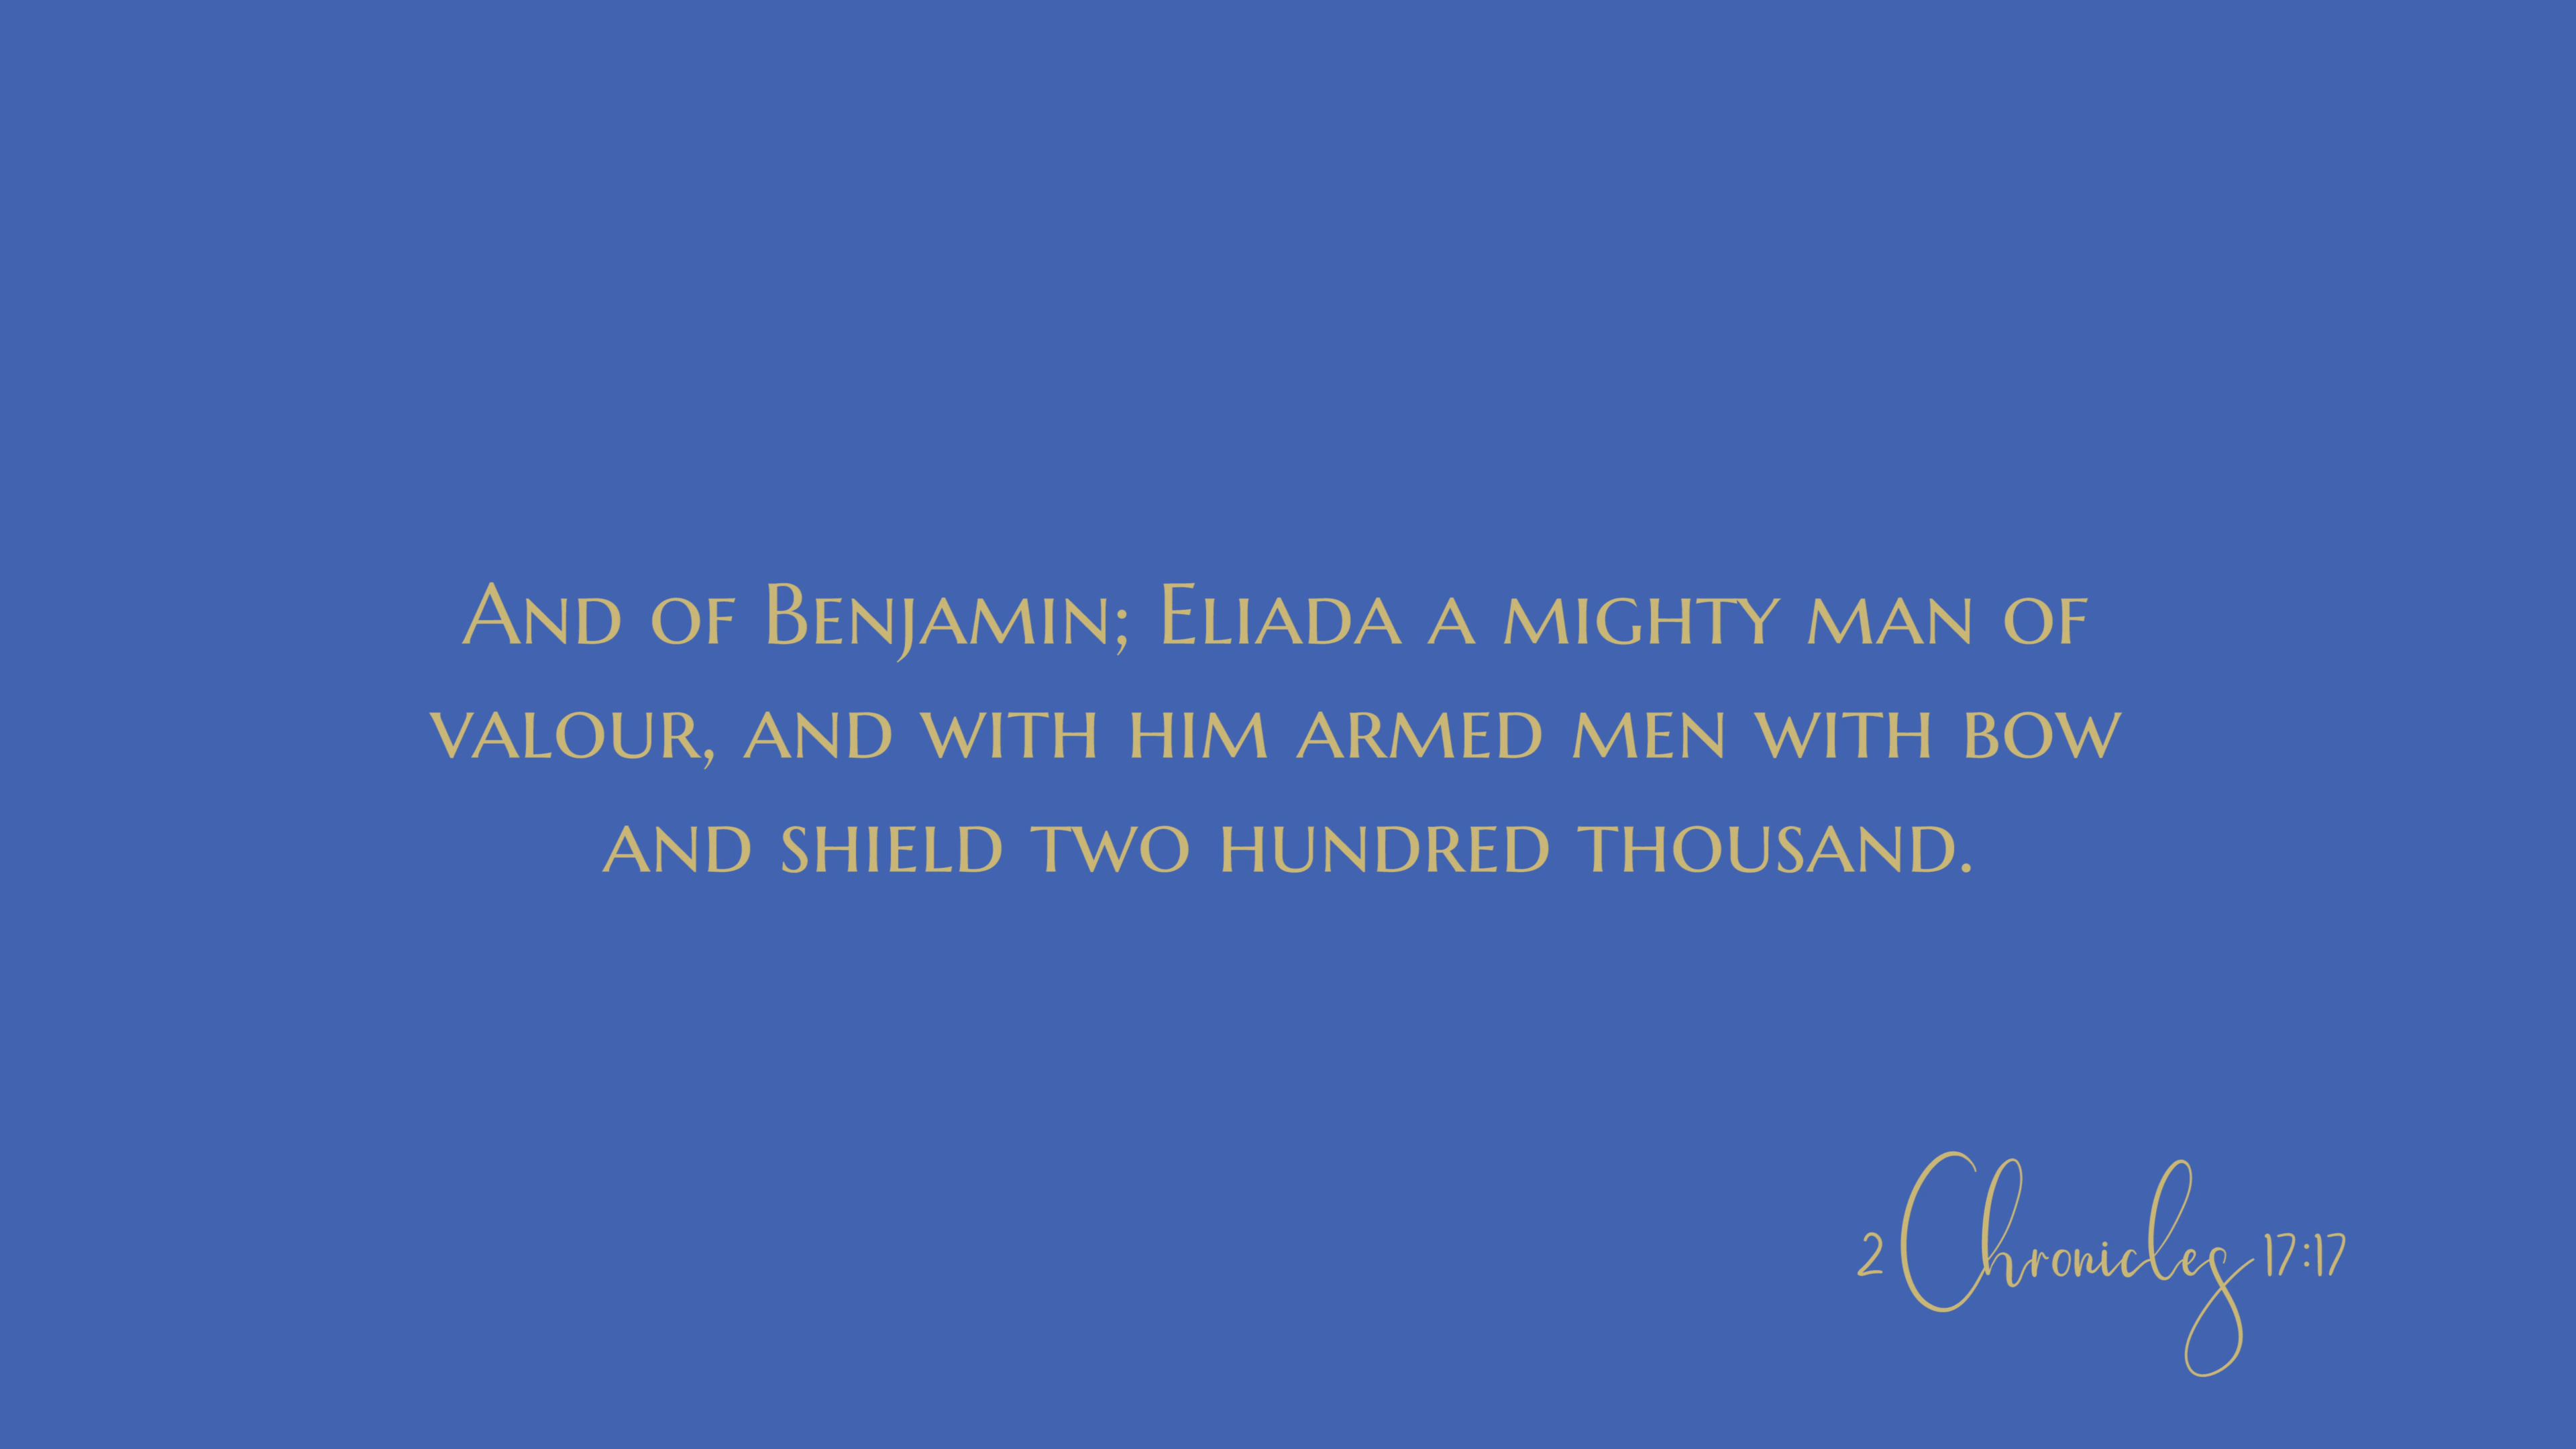 And of Benjamin; Eliada a mighty man of
valour, and with him armed men with bow
and shield two hundred thousand.
2 Chronicles 17:17